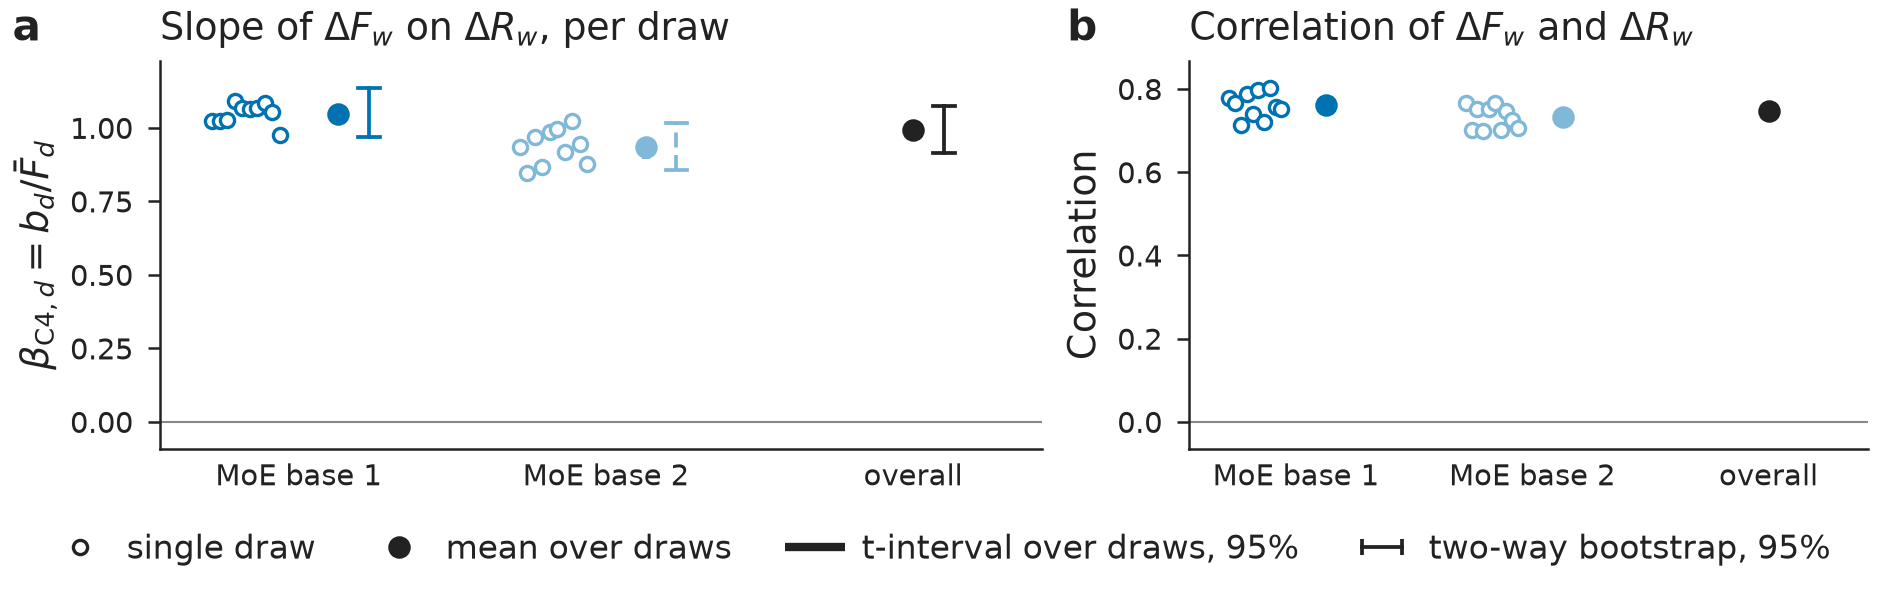 a Slope of ΔF_w on ΔR_w, per draw
β_C4, d = b_d/F̄_d
1.00
0.75
0.50
0.25
0.00
MoE base 1 MoE base 2 overall
b Correlation of ΔF_w and ΔR_w
Correlation
0.8
0.6
0.4
0.2
0.0
MoE base 1 MoE base 2 overall
single draw mean over draws t-interval over draws, 95% two-way bootstrap, 95%